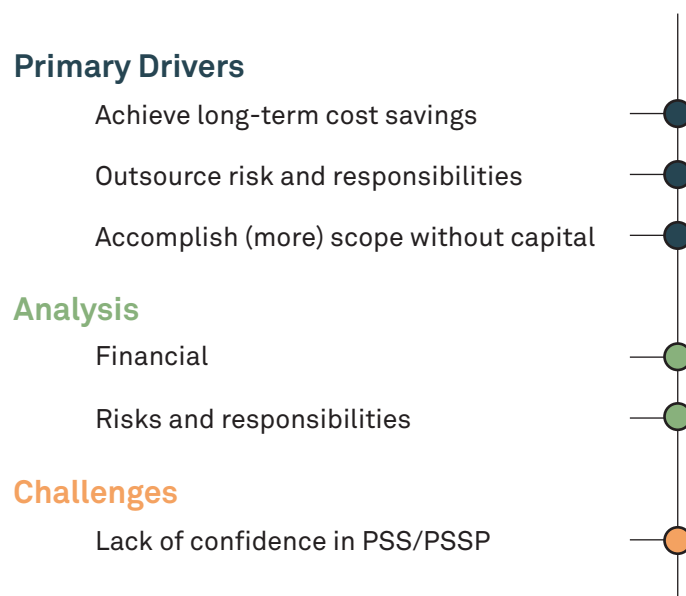 Primary Drivers
Achieve long-term cost savings
Outsource risk and responsibilities
Accomplish (more) scope without capital
Analysis
Financial
Risks and responsibilities
Challenges
Lack of confidence in PSS/PSSP